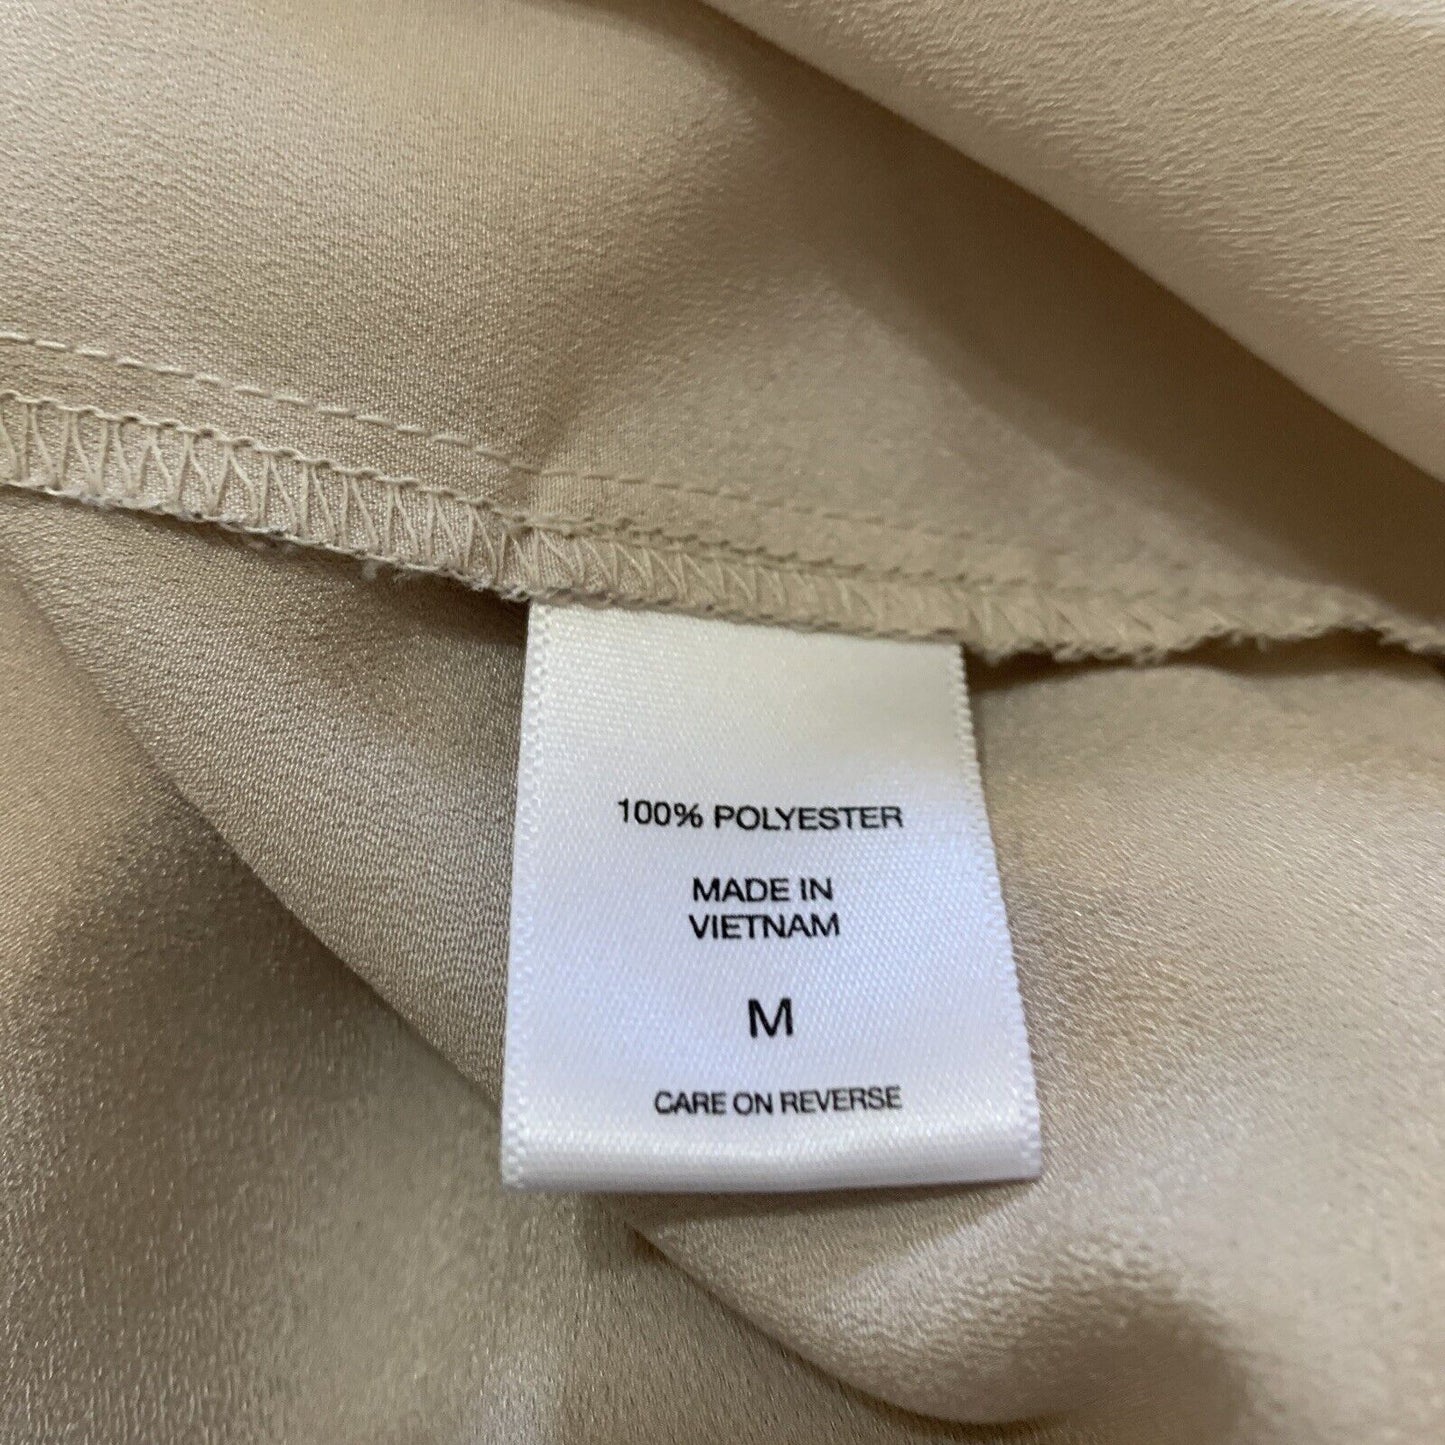 100% POLYESTER
MADE IN
VIETNAM
M
CARE ON REVERSE